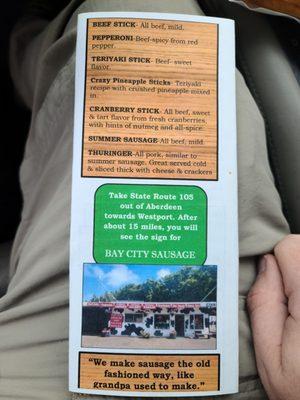 BEEF STICK- All beef, mild.
PEPPERONI-Beef-spicy from red
pepper.
TERIYAKI STICK- Beef- sweet
flavor.
Crazy Pineapple Sticks- Teriyaki
recipe with crushed pineapple mixed
in.
CRANBERRY STICK- All beef, sweet
& tart flavor from fresh cranberries,
with hints of nutmeg and all-spice.
SUMMER SAUSAGE-All beef, mild.
THURINGER-All pork, similar to
summer sausage. Great served cold
& sliced thick with cheese & crackers
Take State Route 105
out of Aberdeen
towards Westport. After
about 15 miles, you will
see the sign for
BAY CITY SAUSAGE
"We make sausage the old
fashioned way, like
grandpa used to make."